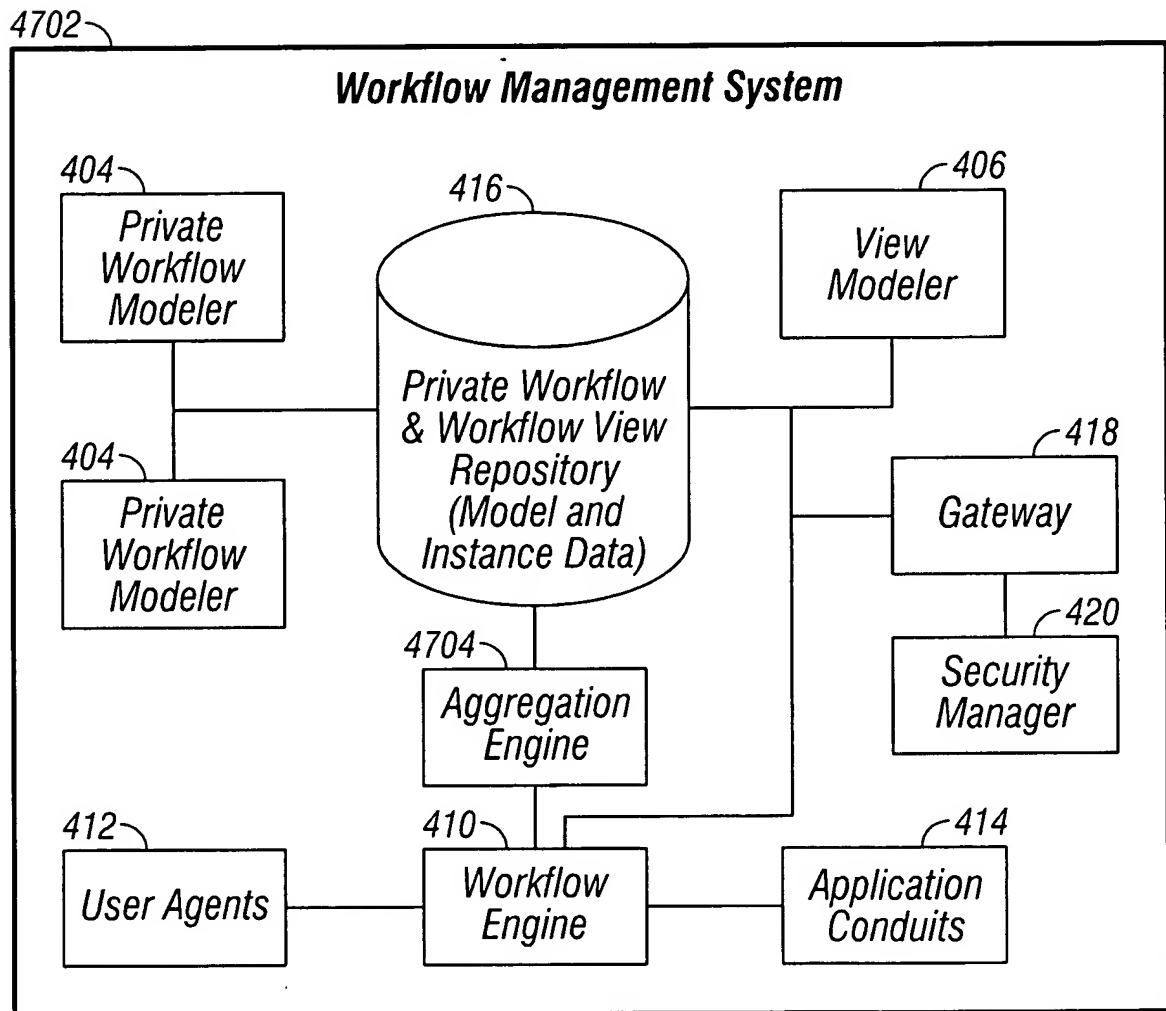 4702
Workflow Management System
404
Private
Workflow
Modeler
416
Private Workflow
& Workflow View
Repository
(Model and
Instance Data)
406
View
Modeler
404
Private
Workflow
Modeler
418
Gateway
420
Security
Manager
4704
Aggregation
Engine
412
User Agents
410
Workflow
Engine
414
Application
Conduits